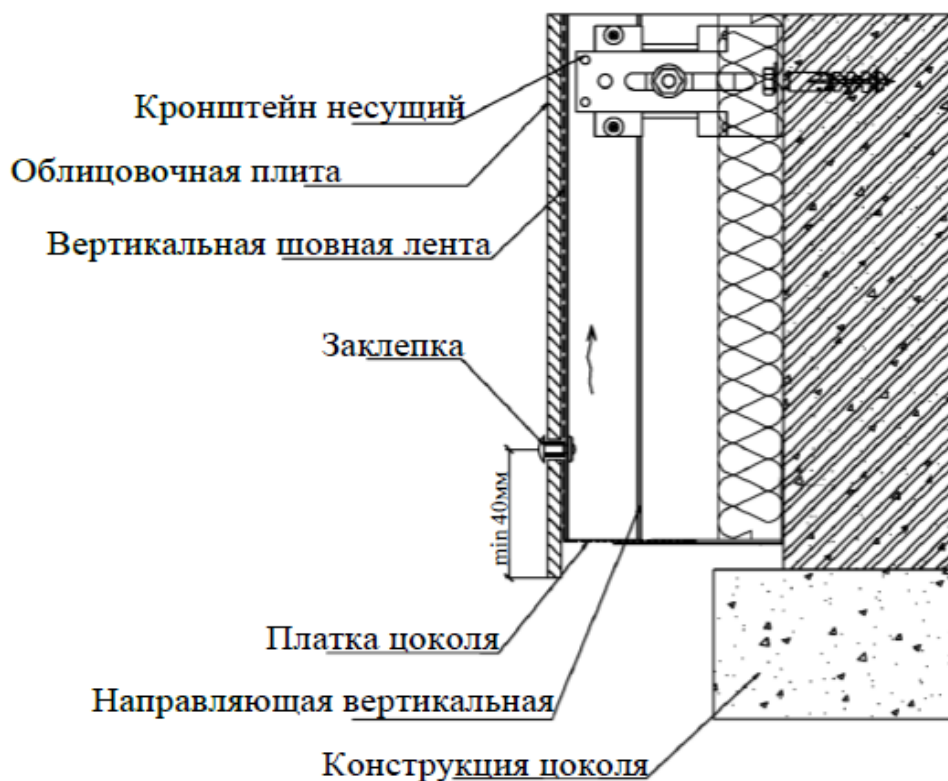 Кронштейн несущий
Облицовочная плита
Вертикальная шовная лента
Заклепка
min 40мм
Платка цоколя
Направляющая вертикальная
Конструкция цоколя